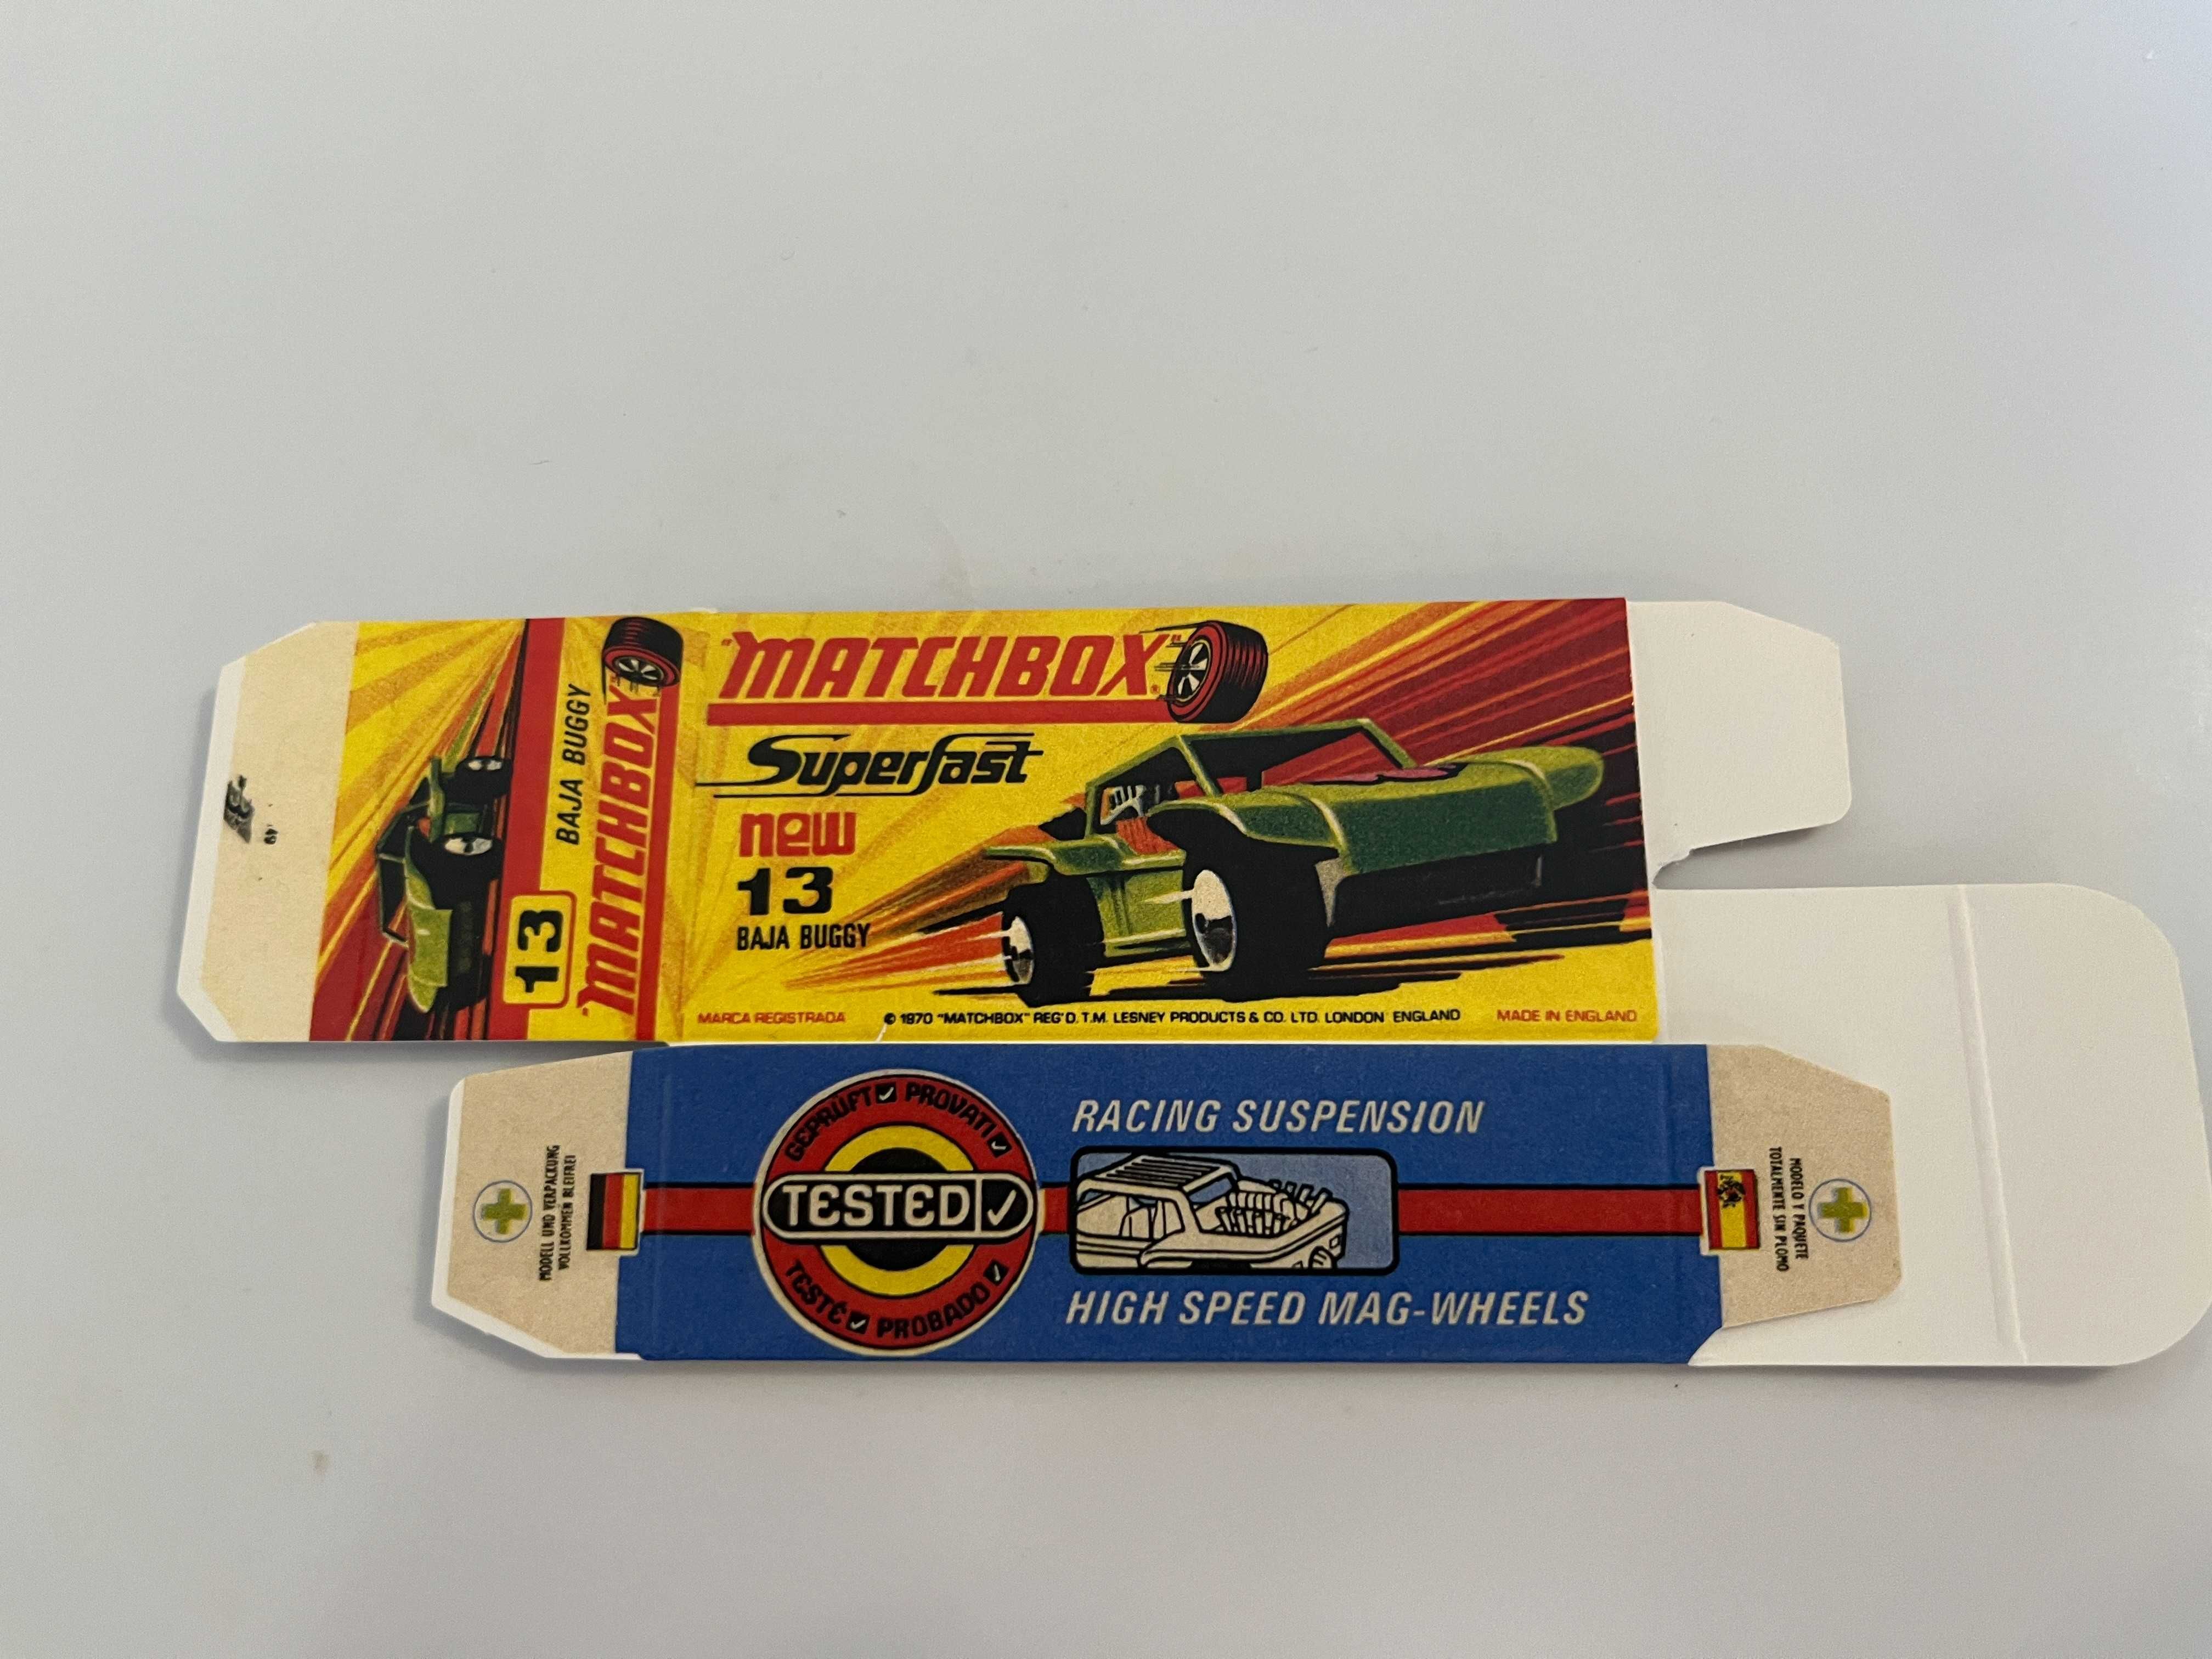 "MATCHBOX"
Superfast
new
13
BAJA BUGGY
MARCA REGISTRADA
© 1970 "MATCHBOX" REG'D. T.M. LESNEY PRODUCTS & CO. LTD. LONDON ENGLAND
MADE IN ENGLAND
13
BAJA BUGGY
"MATCHBOX"
GEPRÜFT PROVATI
TESTED
TESTÉ PROBADO
RACING SUSPENSION
HIGH SPEED MAG-WHEELS
MODELL UND VERPACKUNG
VOLLKOMMEN BLEIFREI
MODELO Y PAQUETE
TOTALMENTE SIN PLOMO